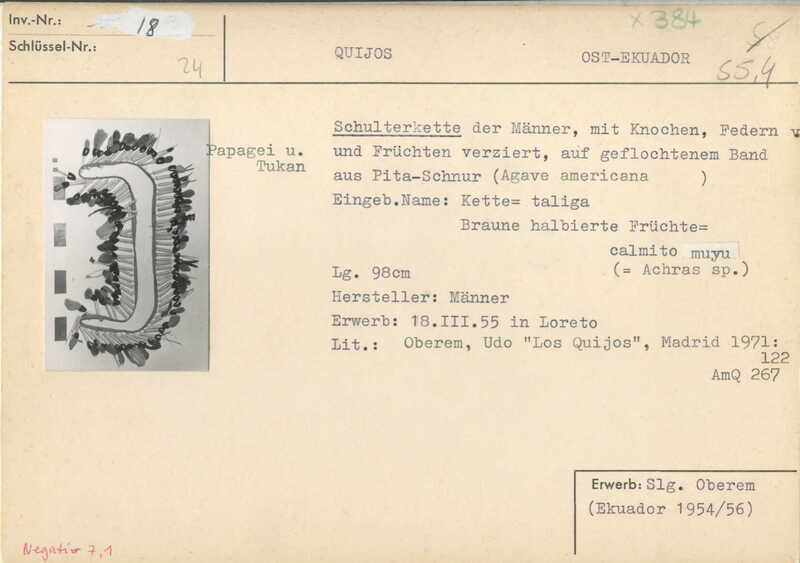 Inv.-Nr.: 18
x 384
Schlüssel-Nr.: 24
QUIJOS OST-EKUADOR
55,4
Schulterkette der Männer, mit Knochen, Federn v
Papagei u. und Früchten verziert, auf geflochtenem Band
Tukan aus Pita-Schnur (Agave americana )
Eingeb.Name: Kette= taliga
Braune halbierte Früchte=
calmito muyu
Lg. 98cm (= Achras sp.)
Hersteller: Männer
Erwerb: 18.III.55 in Loreto
Lit.: Oberem, Udo "Los Quijos", Madrid 1971:
122
AmQ 267
Erwerb: Slg. Oberem
(Ekuador 1954/56)
Negativ 7,1